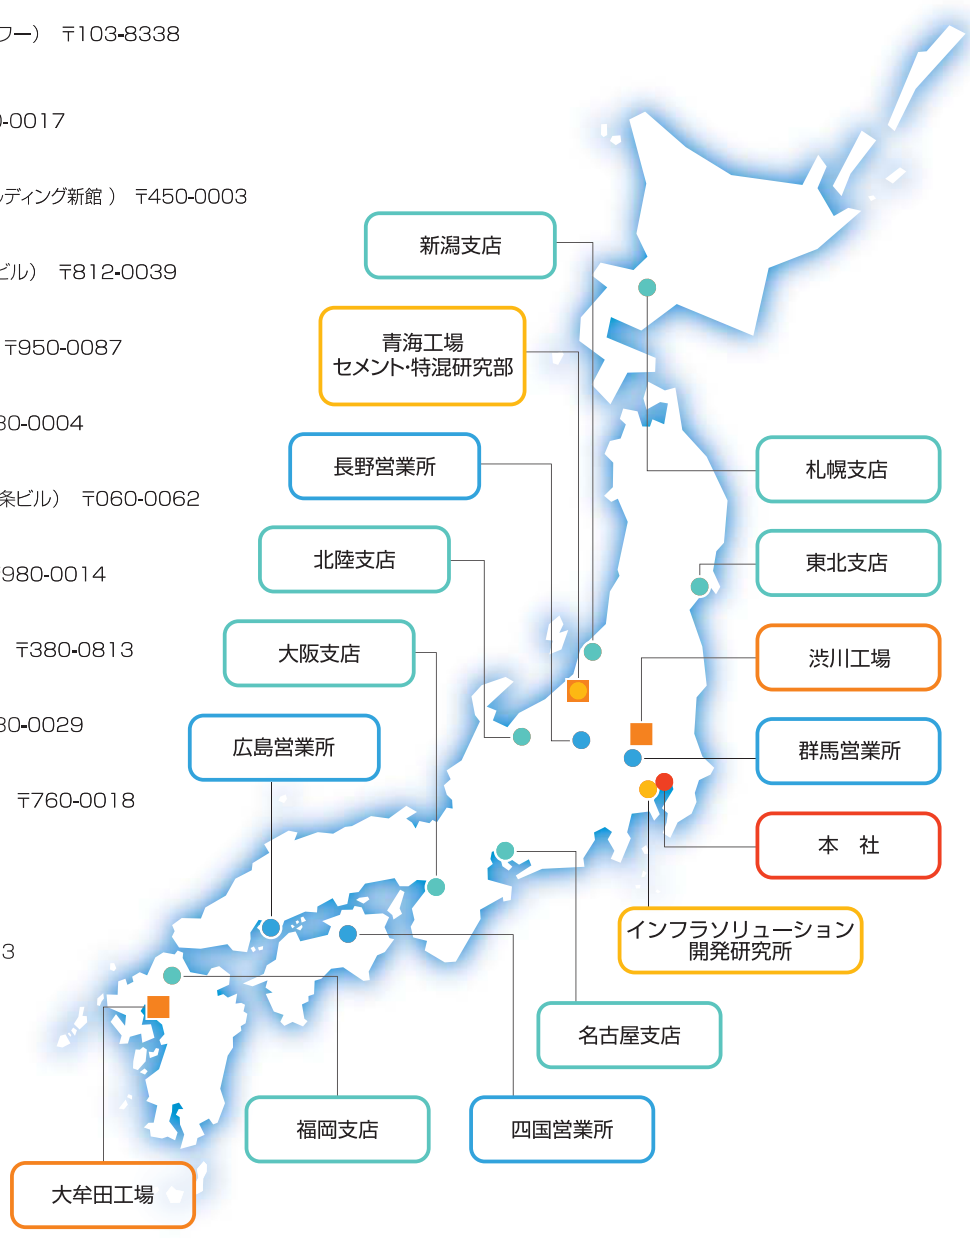 フー） 〒103-8338
0-0017
ルディング新館 ） 〒450-0003
ビル） 〒812-0039
〒950-0087
30-0004
条ビル） 〒060-0062
980-0014
〒380-0813
30-0029
〒760-0018
3
新潟支店
青海工場
セメント・特混研究部
長野営業所
北陸支店
大阪支店
広島営業所
札幌支店
東北支店
渋川工場
群馬営業所
本　社
インフラソリューション
開発研究所
名古屋支店
福岡支店
四国営業所
大牟田工場